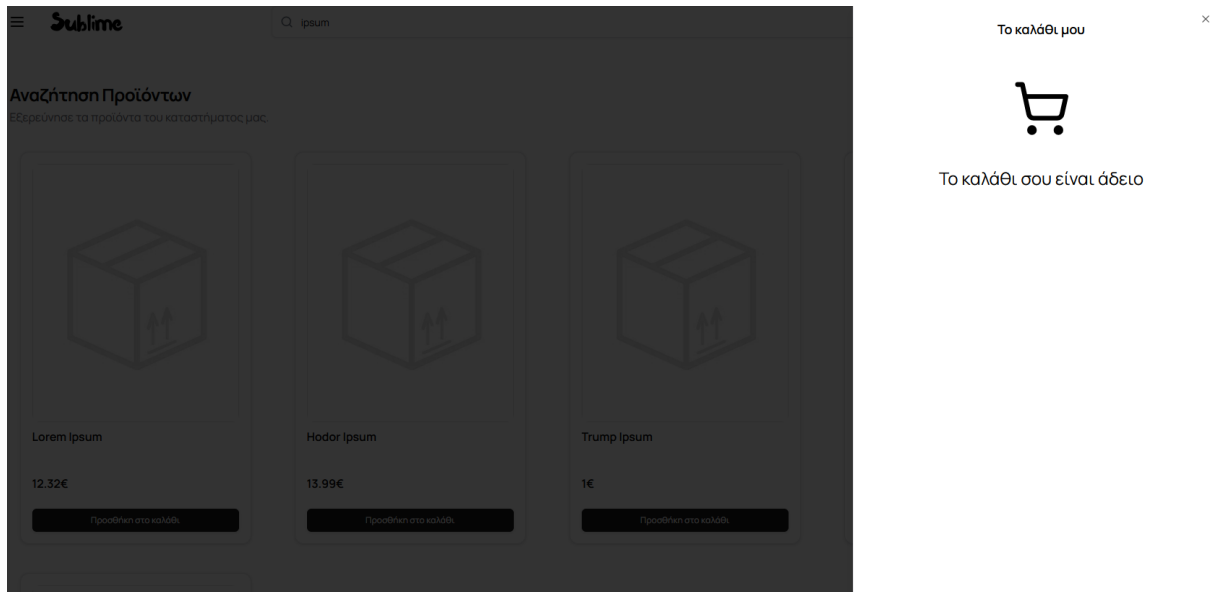 Sublime
ipsum
Το καλάθι μου
Αναζήτηση Προϊόντων
Εξερεύνησε τα προϊόντα του καταστήματος μας.
Το καλάθι σου είναι άδειο
Lorem Ipsum
Hodor Ipsum
Trump Ipsum
12.32€
13.99€
1€
Προσθήκη στο καλάθι
Προσθήκη στο καλάθι
Προσθήκη στο καλάθι